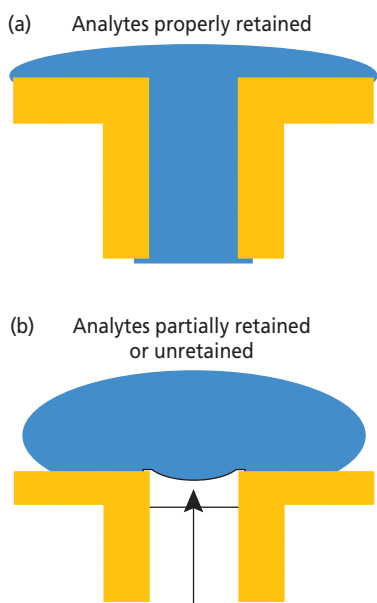 (a) Analytes properly retained
(b) Analytes partially retained
or unretained